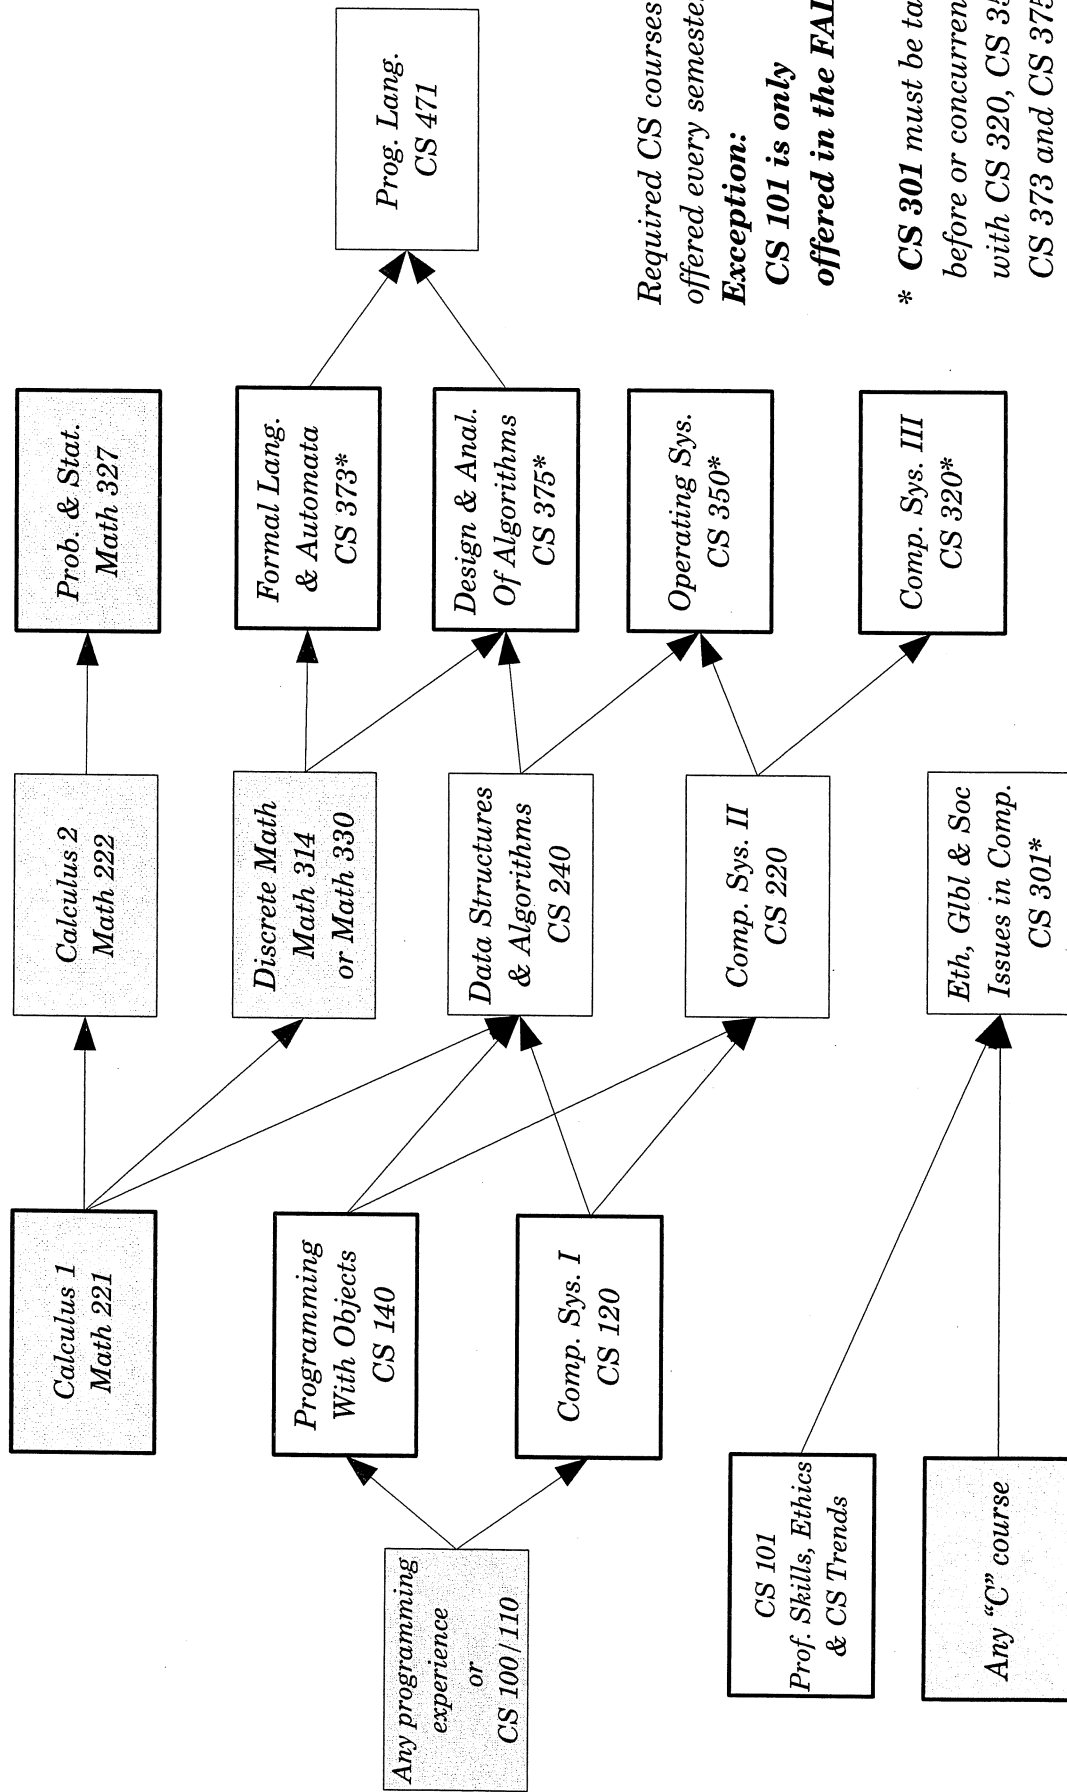 Any programming
experience
or
CS 100/110
CS 101
Prof. Skills, Ethics
& CS Trends
Any "C" course
Calculus 1
Math 221
Programming
With Objects
CS 140
Comp. Sys. I
CS 120
Calculus 2
Math 222
Discrete Math
Math 314
or Math 330
Data Structures
& Algorithms
CS 240
Comp. Sys. II
CS 220
Eth, Glbl & Soc
Issues in Comp.
CS 301*
Prob. & Stat.
Math 327
Formal Lang.
& Automata
CS 373*
Design & Anal.
Of Algorithms
CS 375*
Operating Sys.
CS 350*
Comp. Sys. III
CS 320*
Prog. Lang.
CS 471
Required CS courses
offered every semeste
Exception:
CS 101 is only
offered in the FAL
* CS 301 must be ta
before or concurren
with CS 320, CS 35
CS 373 and CS 375